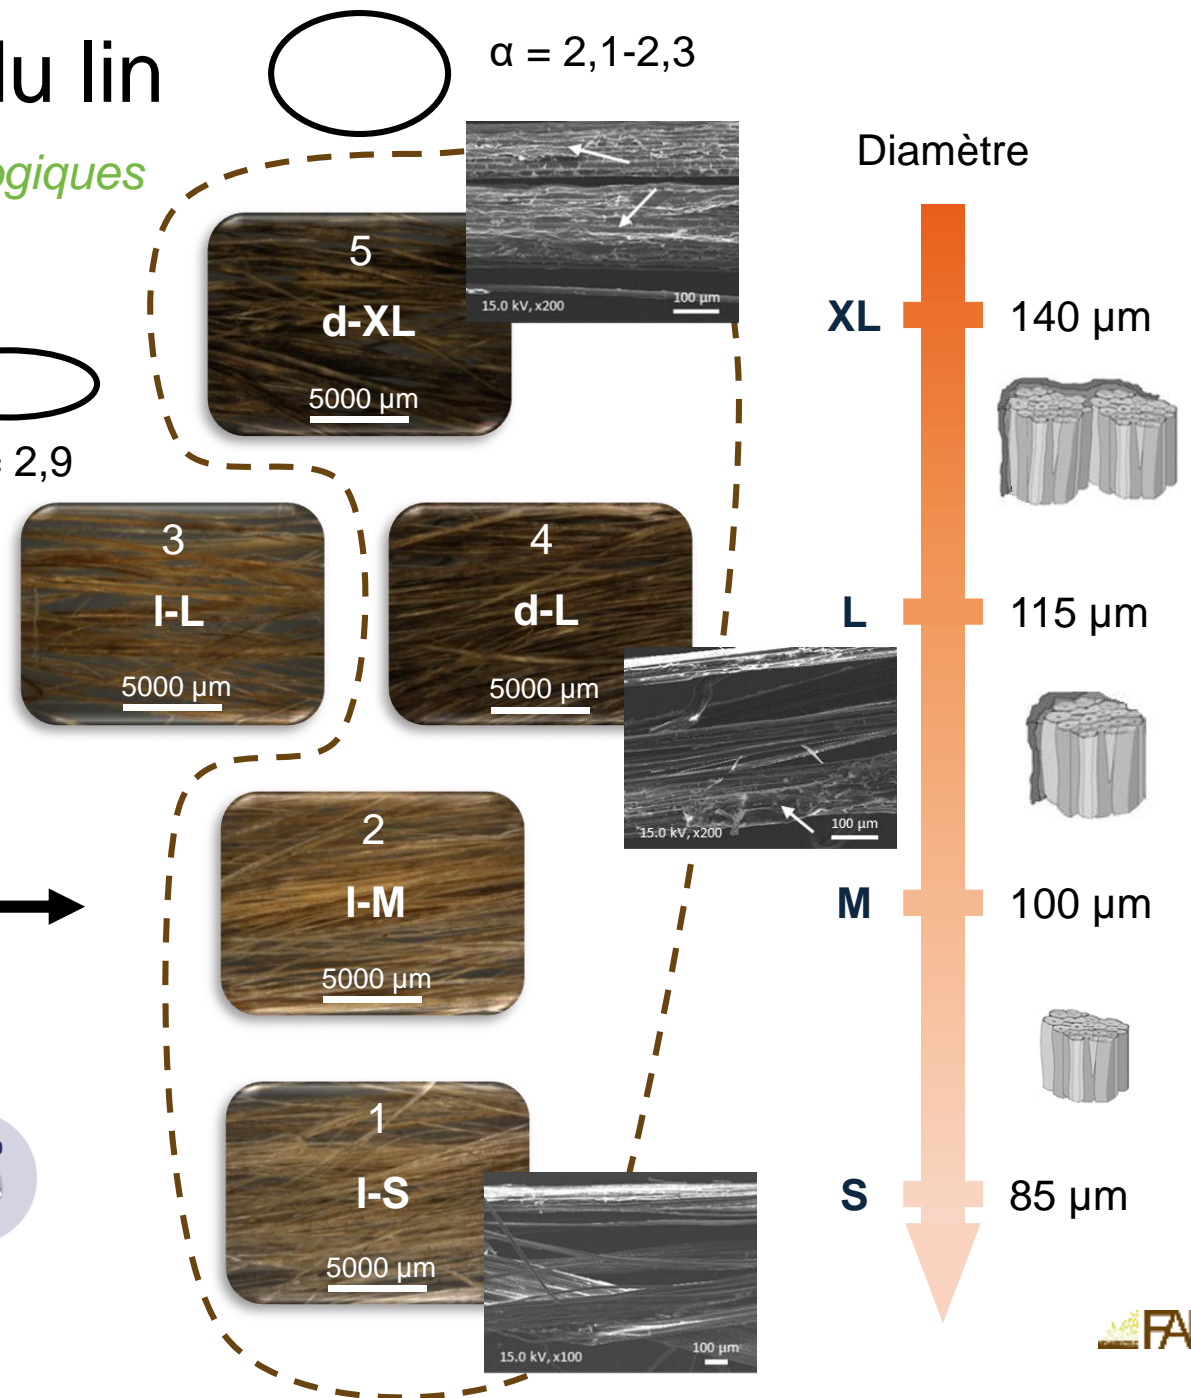 du lin
α = 2,1-2,3
ogiques
Diamètre
5
d-XL
5000 µm
15.0 kV, x200
100 µm
XL
140 µm
= 2,9
3
l-L
5000 µm
4
d-L
5000 µm
L
115 µm
15.0 kV, x200
100 µm
2
l-M
5000 µm
M
100 µm
1
l-S
5000 µm
S
85 µm
15.0 kV, x100
100 µm